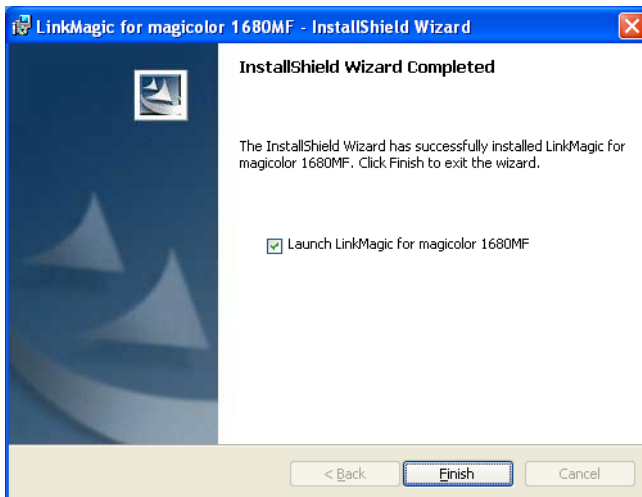 LinkMagic for magicolor 1680MF - InstallShield Wizard
InstallShield Wizard Completed
The InstallShield Wizard has successfully installed LinkMagic for
magicolor 1680MF. Click Finish to exit the wizard.
Launch LinkMagic for magicolor 1680MF
< Back
Finish
Cancel